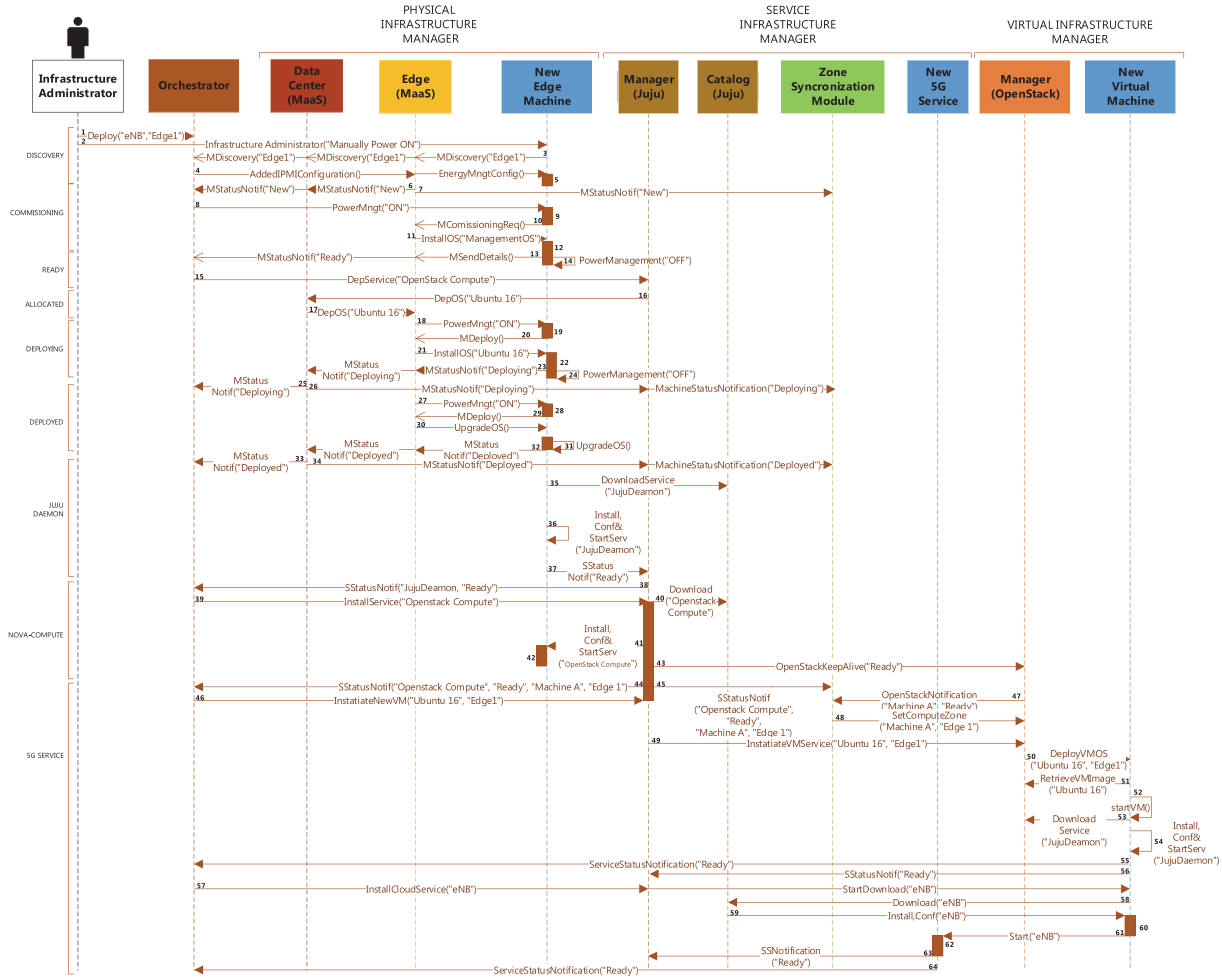 PHYSICAL
INFRASTRUCTURE
MANAGER
SERVICE
INFRASTRUCTURE
MANAGER
VIRTUAL INFRASTRUCTURE
MANAGER
Infrastructure
Administrator
Orchestrator
Data
Center
(MaaS)
Edge
(MaaS)
New
Edge
Machine
Manager
(Juju)
Catalog
(Juju)
Zone
Syncronization
Module
New
5G
Service
Manager
(OpenStack)
New
Virtual
Machine
DISCOVERY
1 Deploy("eNB","Edge1")
2 Infrastructure Administrator("Manually Power ON")
MDiscovery("Edge1") MDiscovery("Edge1") MDiscovery("Edge1") 3
4 AddedIPMIConfiguration() EnergyMngtConfig() 5
COMMISIONING
MStatusNotif("New") MStatusNotif("New") 6 7 MStatusNotif("New")
8 PowerMngt("ON") 9
MComissioningReq() 10
11 InstallOS("ManagementOS") 12
READY
MStatusNotif("Ready") MSendDetails() 13
14 PowerManagement("OFF")
15 DepService("OpenStack Compute")
ALLOCATED
DepOS("Ubuntu 16") 16
17 DepOS("Ubuntu 16")
DEPLOYING
18 PowerMngt("ON") 19
MDeploy() 20
21 InstallOS("Ubuntu 16") 22
MStatus
Notif("Deploying")
MStatusNotif("Deploying") 23
24 PowerManagement("OFF")
DEPLOYED
MStatus
Notif("Deploying")
25 26 MStatusNotif("Deploying") MachineStatusNotification("Deploying")
27 PowerMngt("ON") 28
MDeploy() 29
30 UpgradeOS()
31 UpgradeOS()
MStatus
Notif("Deployed")
MStatus
Notif("Deployed")
32
JUJU
DAEMON
MStatus
Notif("Deployed")
33 34 MStatusNotif("Deployed") MachineStatusNotification("Deployed")
35 DownloadService
("JujuDeamon")
36 Install,
Conf&
StartServ
("JujuDeamon")
37 SStatus
Notif("Ready")
NOVA-COMPUTE
SStatusNotif("JujuDeamon, "Ready") 38
39 InstallService("Openstack Compute")
40 Download
("Openstack
Compute")
41 Install,
Conf&
StartServ
("OpenStack Compute")
42
43 OpenStackKeepAlive("Ready")
5G SERVICE
SStatusNotif("Openstack Compute", "Ready", "Machine A", "Edge 1") 44 45
SStatusNotif
("Openstack Compute",
"Ready",
"Machine A", "Edge 1")
46 InstatiateNewVM("Ubuntu 16", "Edge1")
OpenStackNotification
("Machine A": Ready")
47
48 SetComputeZone
("Machine A", "Edge 1")
49 InstatiateVMService("Ubuntu 16", "Edge1")
50 DeployVMOS
("Ubuntu 16", "Edge1")
RetrieveVMImage
("Ubuntu 16")
51
52 startVM()
53 Download
Service
("JujuDeamon")
54 Install,
Conf&
StartServ
("JujuDaemon")
ServiceStatusNotification("Ready") 55
SStatusNotif("Ready") 56
57 InstallCloudService("eNB") StartDownload("eNB")
Download("eNB") 58
59 Install,Conf("eNB") 60
Start("eNB") 61
62
SSNotification
("Ready")
63
ServiceStatusNotification("Ready") 64